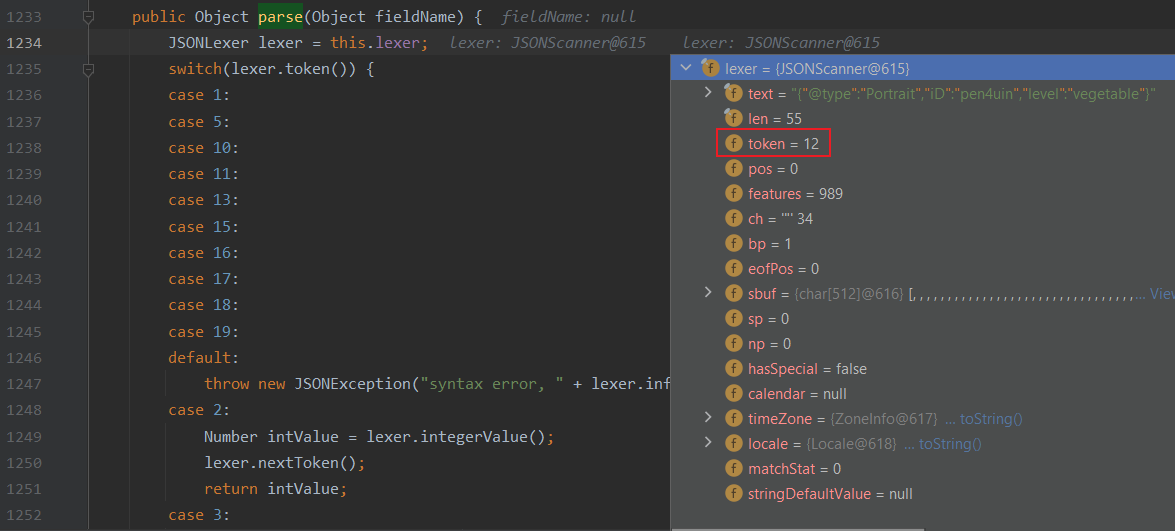 1233 public Object parse(Object fieldName) { fieldName: null
1234 JSONLexer lexer = this.lexer; lexer: JSONScanner@615 lexer: JSONScanner@615
1235 switch(lexer.token()) {
1236 case 1:
1237 case 5:
1238 case 10:
1239 case 11:
1240 case 13:
1241 case 15:
1242 case 16:
1243 case 17:
1244 case 18:
1245 case 19:
1246 default:
1247 throw new JSONException("syntax error, " + lexer.inf
1248 case 2:
1249 Number intValue = lexer.integerValue();
1250 lexer.nextToken();
1251 return intValue;
1252 case 3:
f lexer = {JSONScanner@615}
f text = "{"@type":"Portrait","iD":"pen4uin","level":"vegetable"}"
f len = 55
f token = 12
f pos = 0
f features = 989
f ch = '"' 34
f bp = 1
f eofPos = 0
f sbuf = {char[512]@616} [, , , , , , , , , , , , , , , , , , , , , , , , , , , , , , , ,... View
f sp = 0
f np = 0
f hasSpecial = false
f calendar = null
f timeZone = {ZoneInfo@617} ... toString()
f locale = {Locale@618} ... toString()
f matchStat = 0
f stringDefaultValue = null